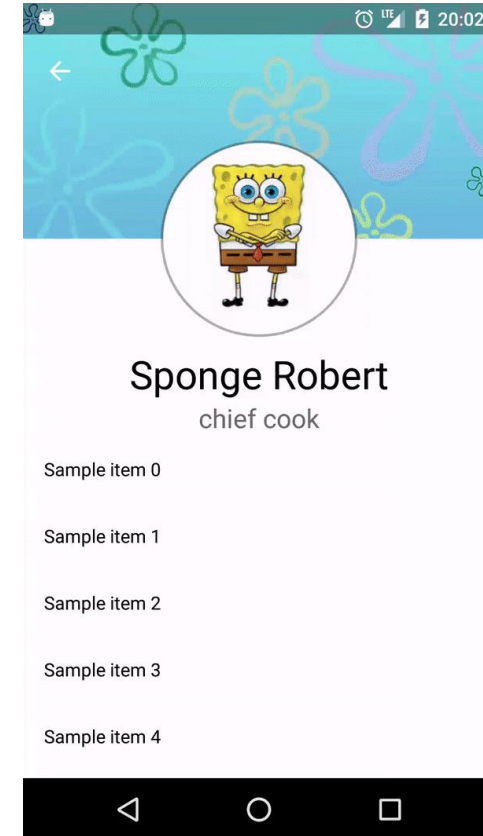 LTE 20:02
Sponge Robert
chief cook
Sample item 0
Sample item 1
Sample item 2
Sample item 3
Sample item 4